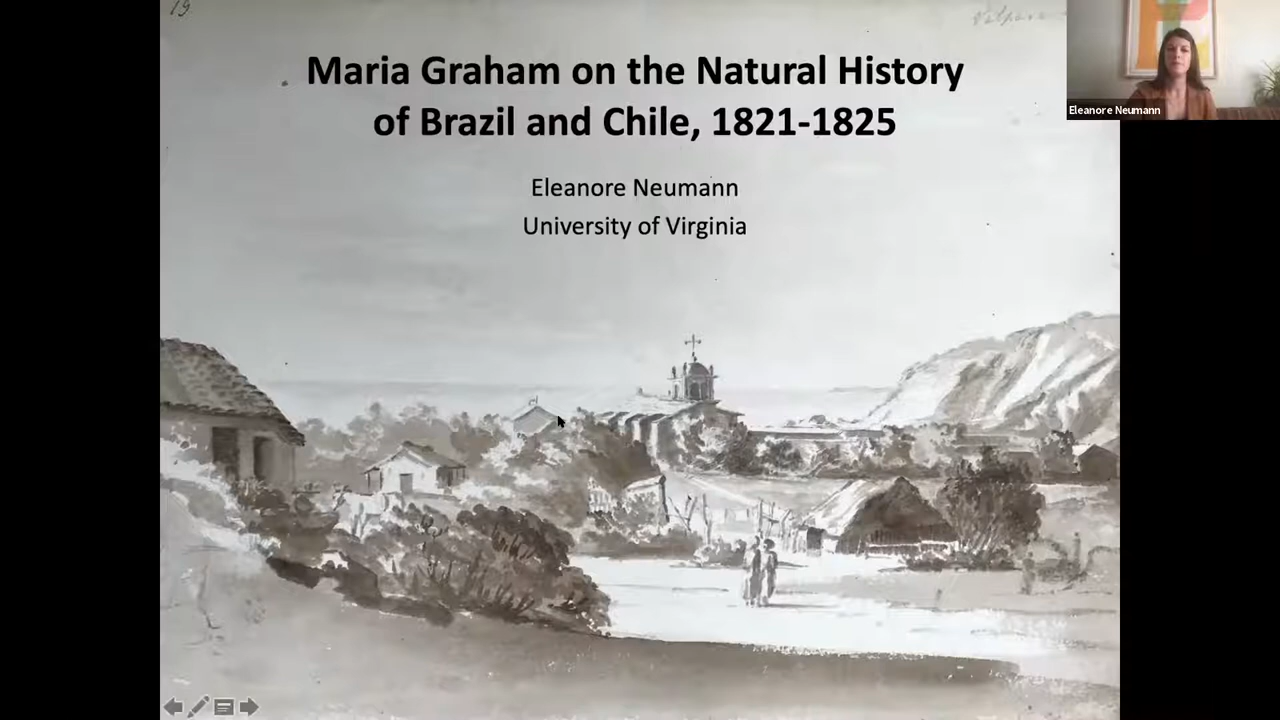 19
Maria Graham on the Natural History
of Brazil and Chile, 1821-1825
Eleanore Neumann
University of Virginia
Eleanore Neumann